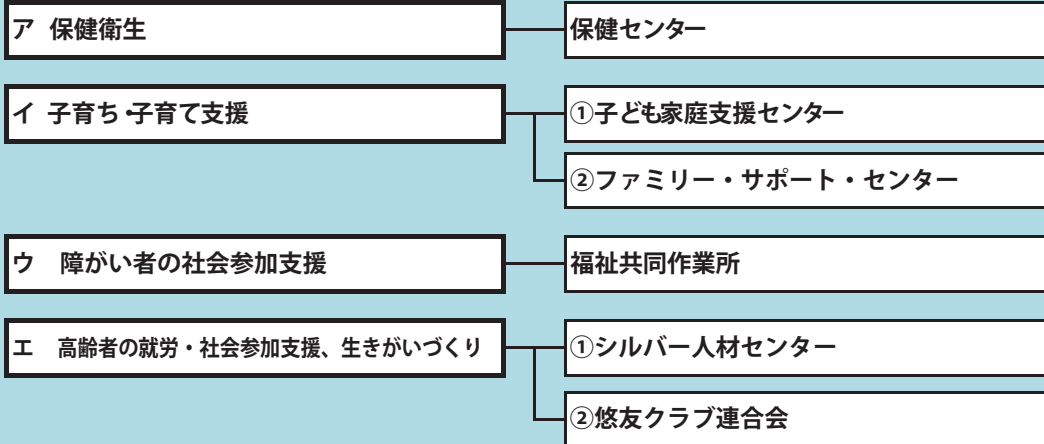 ア 保健衛生
保健センター
イ 子育ち・子育て支援
①子ども家庭支援センター
②ファミリー・サポート・センター
ウ 障がい者の社会参加支援
福祉共同作業所
エ 高齢者の就労・社会参加支援、生きがいづくり
①シルバー人材センター
②悠友クラブ連合会